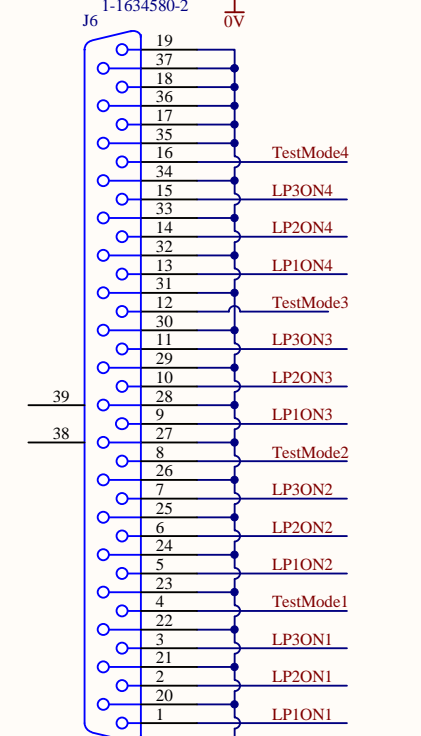 1-1634580-2
J6
0V
19
37
18
36
17
35
16 TestMode4
34
15 LP3ON4
33
14 LP2ON4
32
13 LP1ON4
31
12 TestMode3
30
11 LP3ON3
29
10 LP2ON3
39 28
9 LP1ON3
38 27
8 TestMode2
26
7 LP3ON2
25
6 LP2ON2
24
5 LP1ON2
23
4 TestMode1
22
3 LP3ON1
21
2 LP2ON1
20
1 LP1ON1